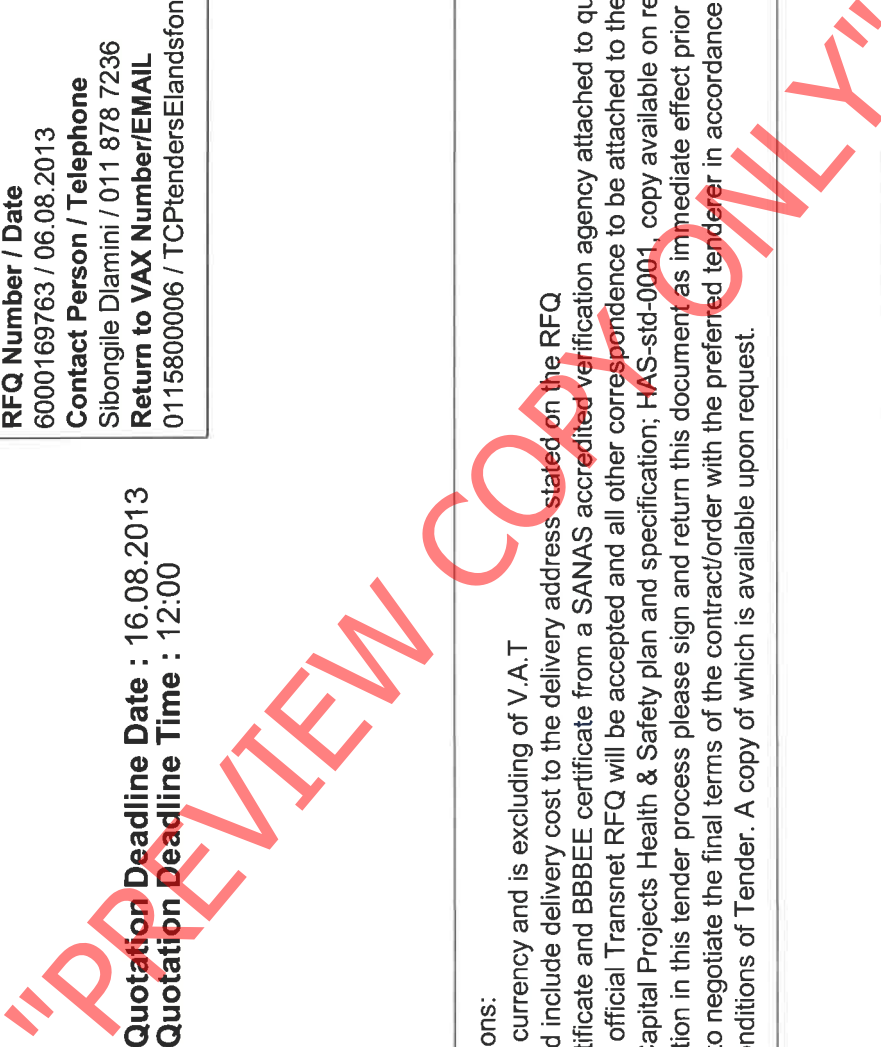 RFQ Number / Date
6000169763 / 06.08.2013
Contact Person / Telephone
Sibongile Dlamini / 011 878 7236
Return to VAX Number/EMAIL
0115800006 / TCPtendersElandsfon
Quotation Deadline Date : 16.08.2013
Quotation Deadline Time : 12:00
ons:
currency and is excluding of V.A.T
d include delivery cost to the delivery address stated on the RFQ
tificate and BBBEE certificate from a SANAS accredited verification agency attached to qu
official Transnet RFQ will be accepted and all other correspondence to be attached to the
apital Projects Health & Safety plan and specification; HAS-std-0001, copy available on re
tion in this tender process please sign and return this document as immediate effect prior
o negotiate the final terms of the contract/order with the preferred tenderer in accordance
nditions of Tender. A copy of which is available upon request.
"PREVIEW COPY ONLY"